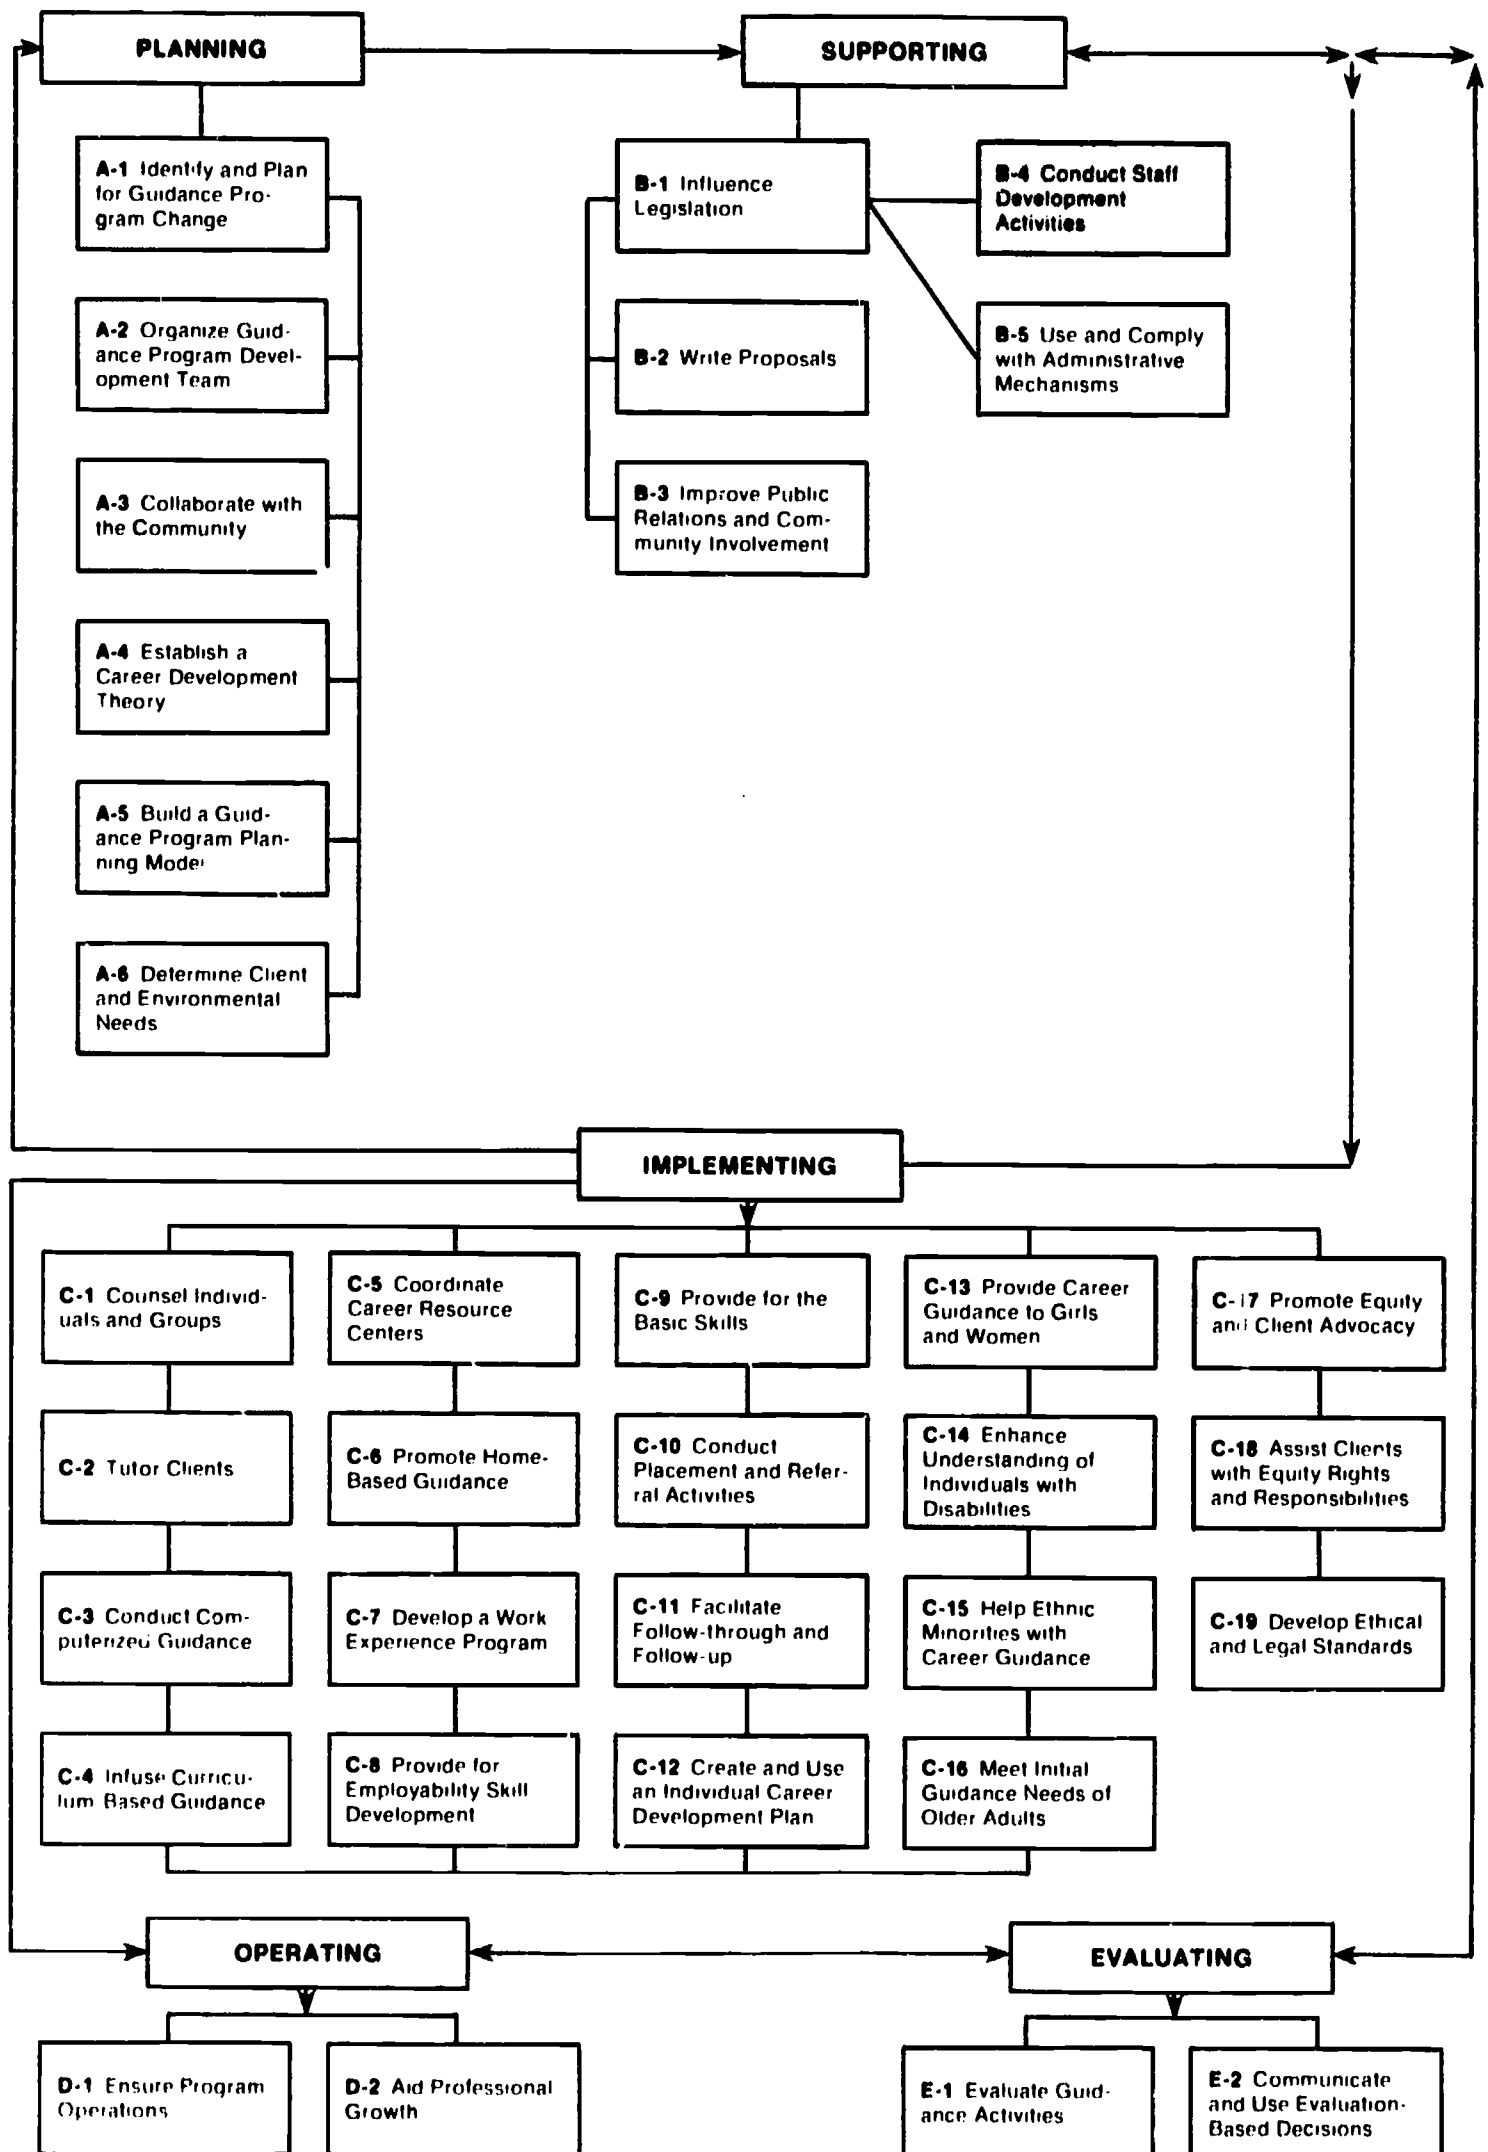 PLANNING
SUPPORTING
A-1 Identify and Plan
for Guidance Pro-
gram Change
A-2 Organize Guid-
ance Program Devel-
opment Team
A-3 Collaborate with
the Community
A-4 Establish a
Career Development
Theory
A-5 Build a Guid-
ance Program Plan-
ning Model
A-6 Determine Client
and Environmental
Needs
B-1 Influence
Legislation
B-2 Write Proposals
B-3 Improve Public
Relations and Com-
munity Involvement
B-4 Conduct Staff
Development
Activities
B-5 Use and Comply
with Administrative
Mechanisms
IMPLEMENTING
C-1 Counsel Individ-
uals and Groups
C-2 Tutor Clients
C-3 Conduct Com-
puterized Guidance
C-4 Infuse Curricu-
lum Based Guidance
C-5 Coordinate
Career Resource
Centers
C-6 Promote Home-
Based Guidance
C-7 Develop a Work
Experience Program
C-8 Provide for
Employability Skill
Development
C-9 Provide for the
Basic Skills
C-10 Conduct
Placement and Refer-
ral Activities
C-11 Facilitate
Follow-through and
Follow-up
C-12 Create and Use
an Individual Career
Development Plan
C-13 Provide Career
Guidance to Girls
and Women
C-14 Enhance
Understanding of
Individuals with
Disabilities
C-15 Help Ethnic
Minorities with
Career Guidance
C-16 Meet Initial
Guidance Needs of
Older Adults
C-17 Promote Equity
and Client Advocacy
C-18 Assist Clients
with Equity Rights
and Responsibilities
C-19 Develop Ethical
and Legal Standards
OPERATING
EVALUATING
D-1 Ensure Program
Operations
D-2 Aid Professional
Growth
E-1 Evaluate Guid-
ance Activities
E-2 Communicate
and Use Evaluation-
Based Decisions